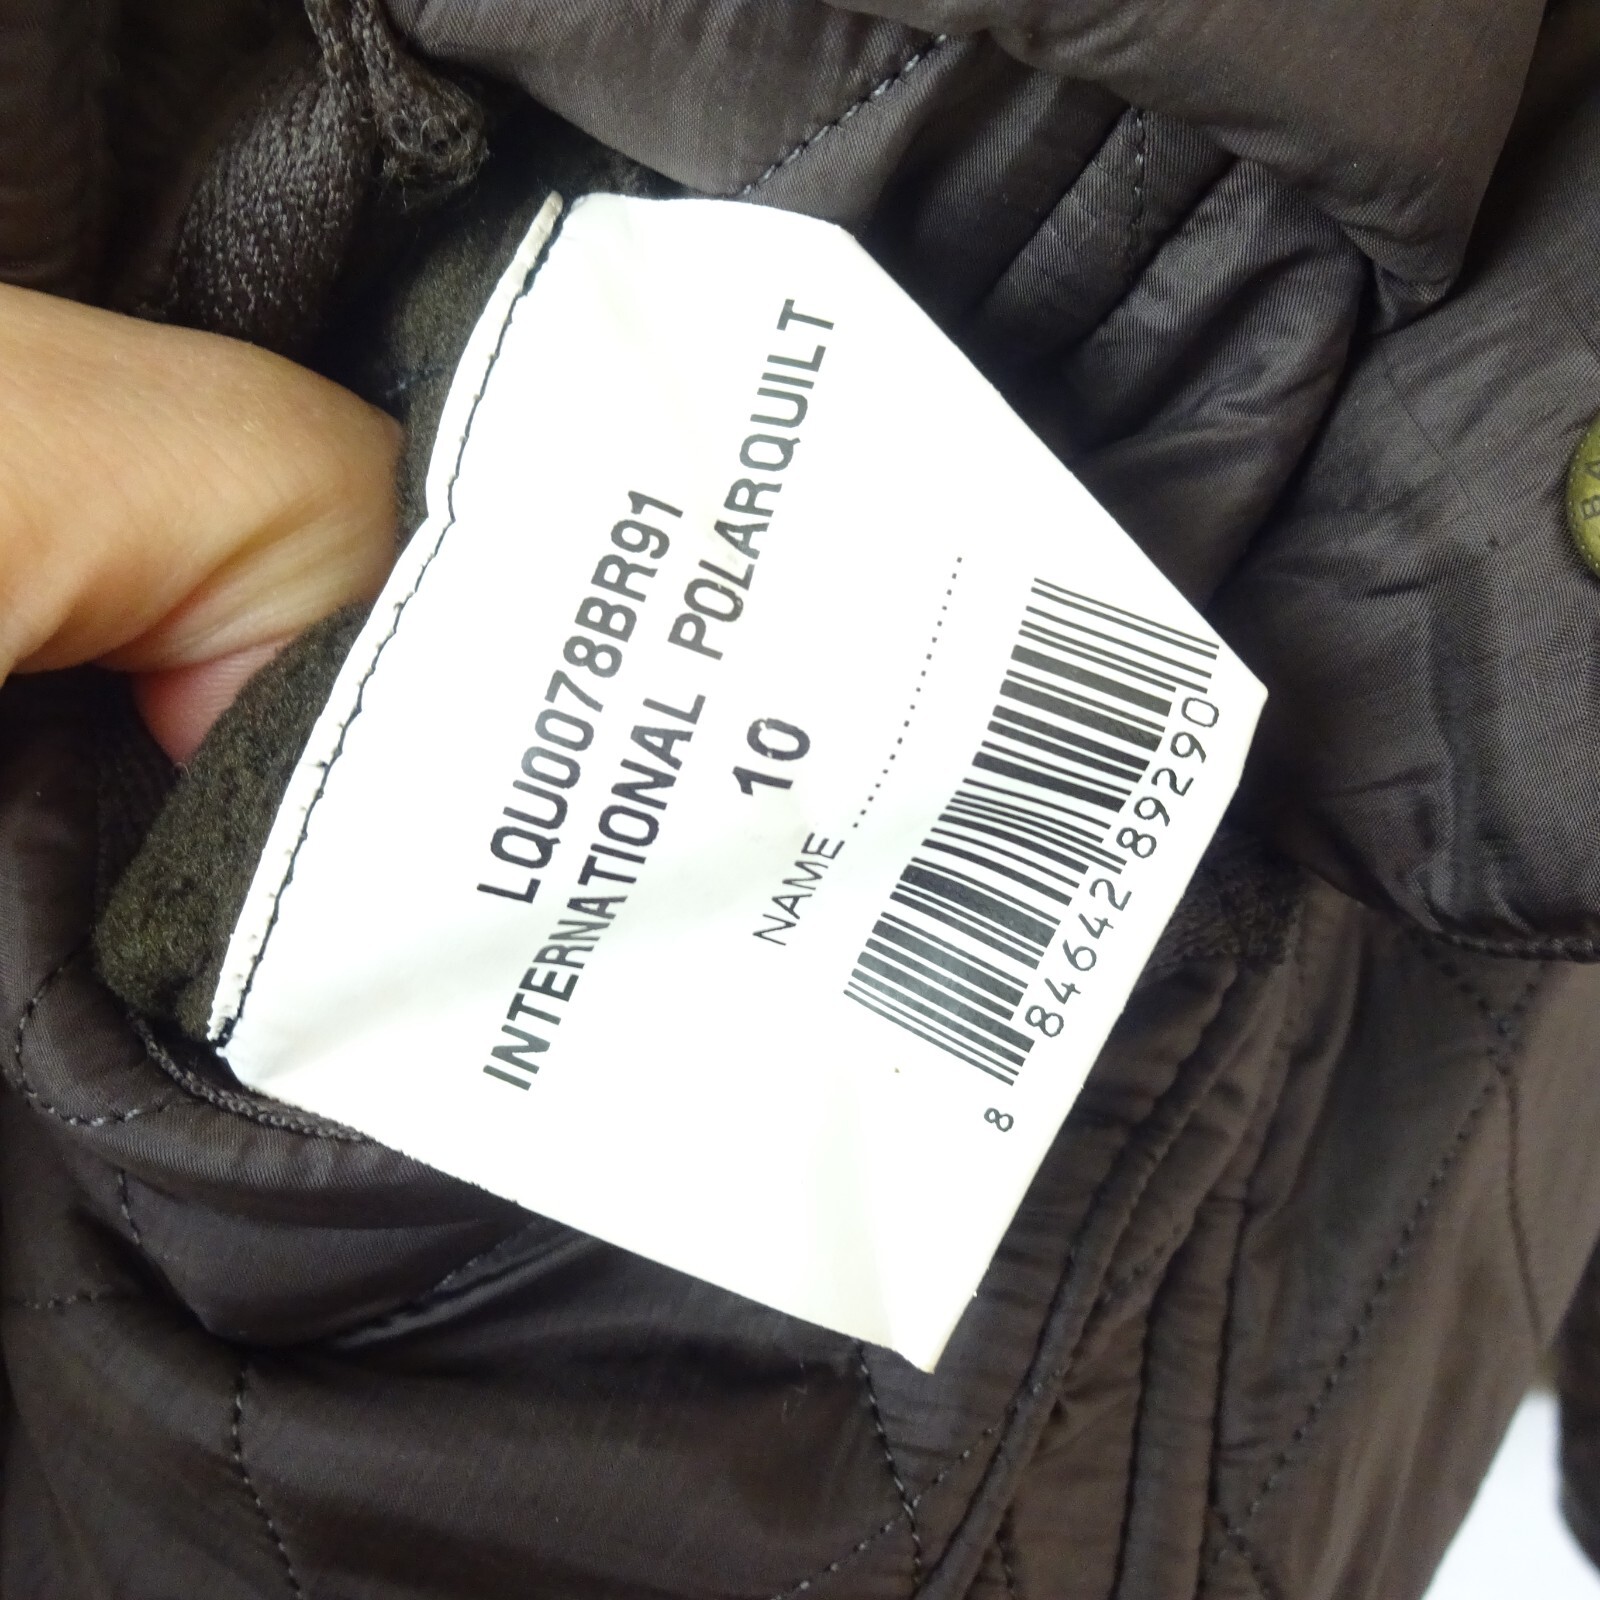 LQU0078BR91
INTERNATIONAL POLARQUILT
10
NAME....................
8 84642 89290